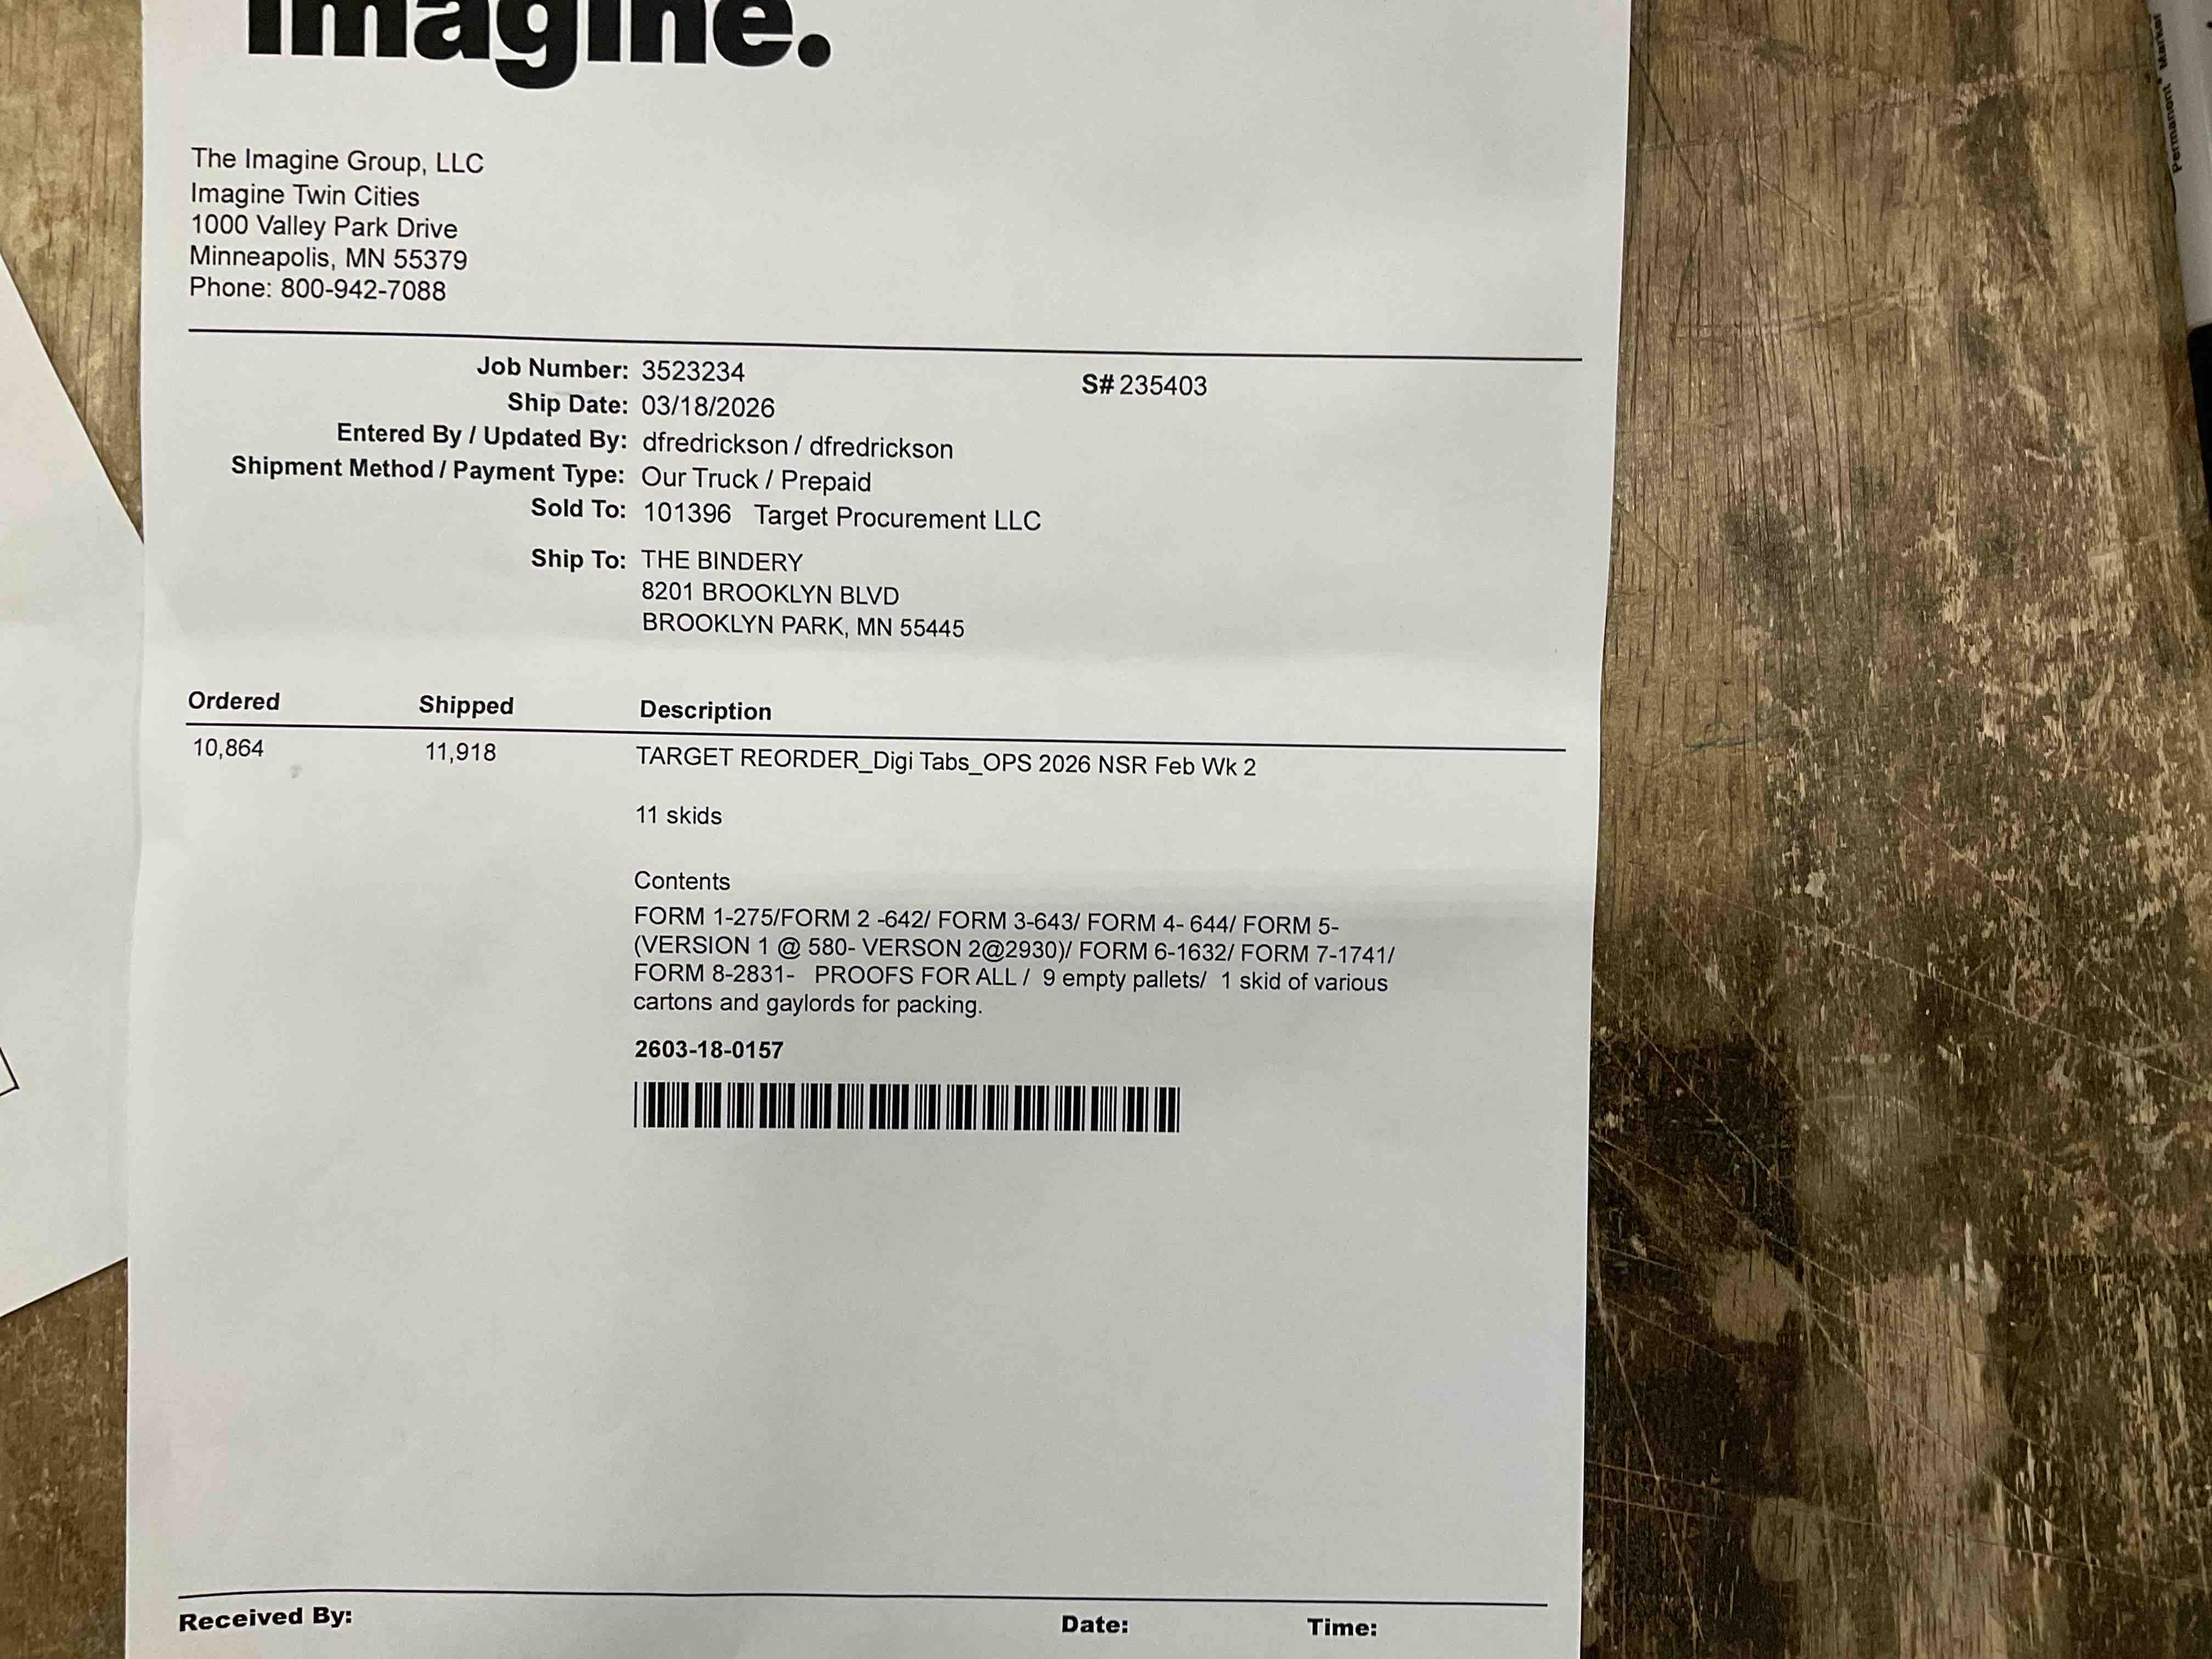 imagine.
The Imagine Group, LLC
Imagine Twin Cities
1000 Valley Park Drive
Minneapolis, MN 55379
Phone: 800-942-7088
Job Number: 3523234
S# 235403
Ship Date: 03/18/2026
Entered By / Updated By: dfredrickson / dfredrickson
Shipment Method / Payment Type: Our Truck / Prepaid
Sold To: 101396 Target Procurement LLC
Ship To: THE BINDERY
8201 BROOKLYN BLVD
BROOKLYN PARK, MN 55445
Ordered Shipped Description
10,864 11,918 TARGET REORDER_Digi Tabs_OPS 2026 NSR Feb Wk 2
11 skids
Contents
FORM 1-275/FORM 2 -642/ FORM 3-643/ FORM 4- 644/ FORM 5-
(VERSION 1 @ 580- VERSON 2@2930)/ FORM 6-1632/ FORM 7-1741/
FORM 8-2831- PROOFS FOR ALL / 9 empty pallets/ 1 skid of various
cartons and gaylords for packing.
2603-18-0157
Received By: Date: Time:
Permanent Marker